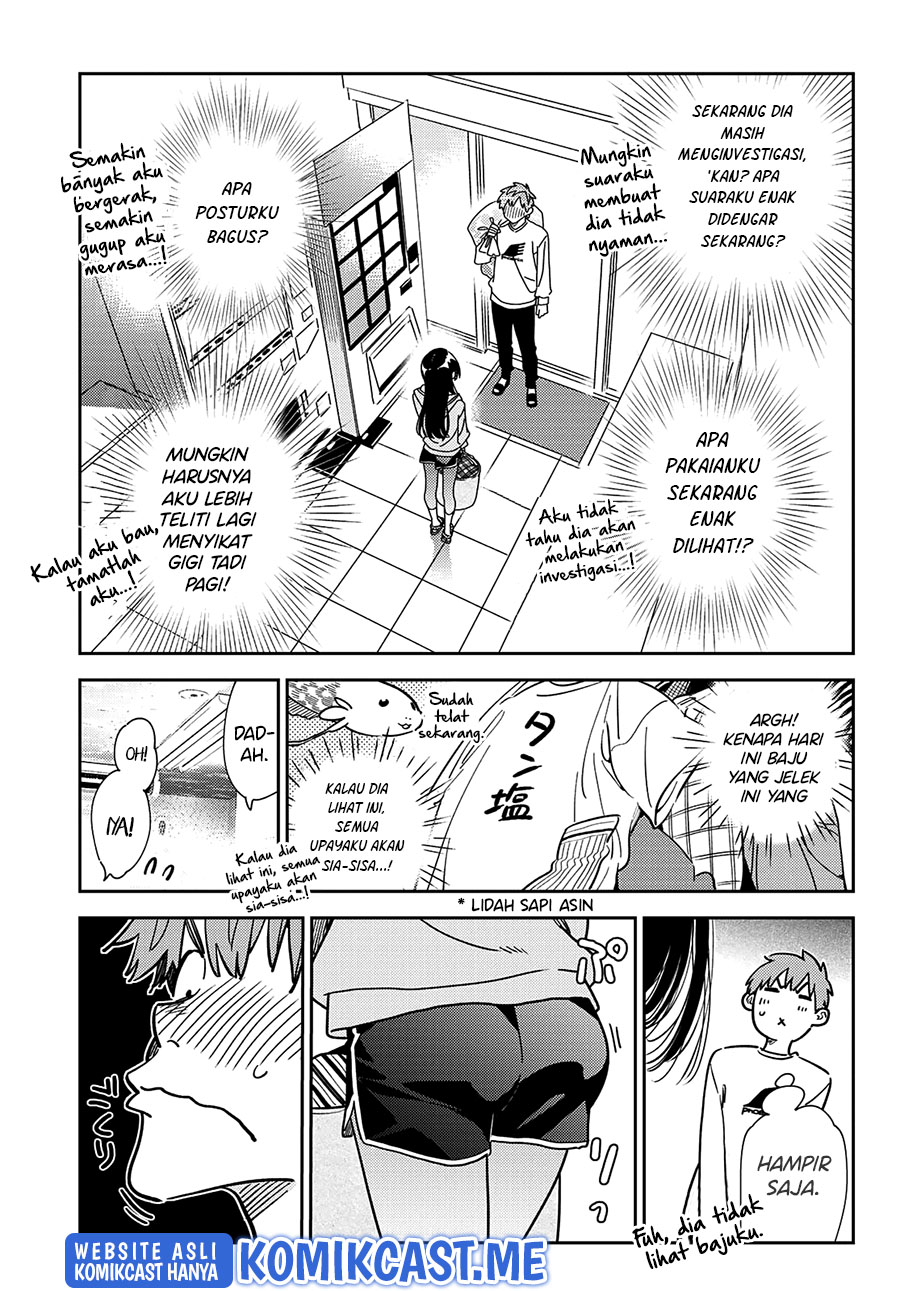 SEKARANG DIA
MASIH
MENGINVESTIGASI,
'KAN? APA
SUARAKU ENAK
DIDENGAR
SEKARANG?
Mungkin
suaraku
membuat
dia tidak
nyaman...
APA
POSTURKU
BAGUS?
Semakin
banyak aku
bergerak,
semakin
gugup aku
merasa...!
APA
PAKAIANKU
SEKARANG
ENAK
DILIHAT!?
Aku tidak
tahu dia akan
melakukan
investigasi...!
MUNGKIN
HARUSNYA
AKU LEBIH
TELITI LAGI
MENYIKAT
GIGI TADI
PAGI!
Kalau aku bau,
tamatlah
aku...!
ARGH!
KENAPA HARI
INI BAJU
YANG JELEK
INI YANG
タン塩
Sudah
telat
sekarang.
KALAU DIA
LIHAT INI,
SEMUA
UPAYAKU AKAN
SIA-SISA...!
Kalau dia
lihat ini, semua
upayaku akan
sia-sisa...!
* LIDAH SAPI ASIN
DAD-
AH.
OH!
IYA!
HAMPIR
SAJA.
Fuh, dia tidak
lihat bajuku.
WEBSITE ASLI
KOMIKCAST HANYA
KOMIKCAST.ME